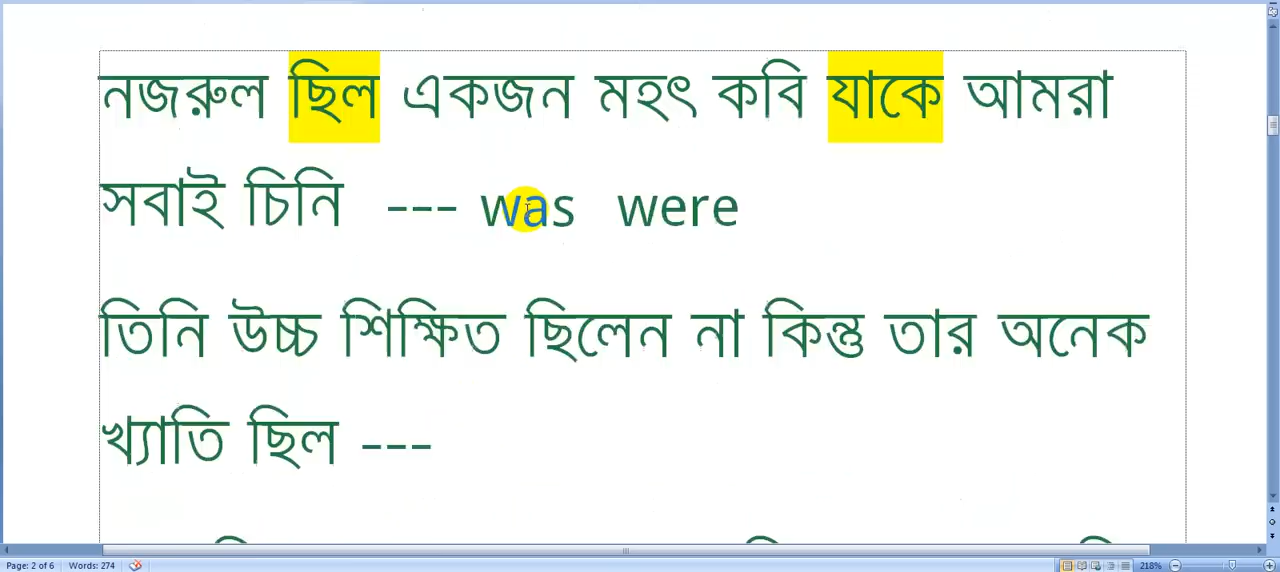 নজরুল ছিল একজন মহৎ কবি যাকে আমরা
সবাই চিনি --- was were
তিনি উচ্চ শিক্ষিত ছিলেন না কিন্তু তার অনেক
খ্যাতি ছিল ---
Page: 2 of 6 Words: 274 218%